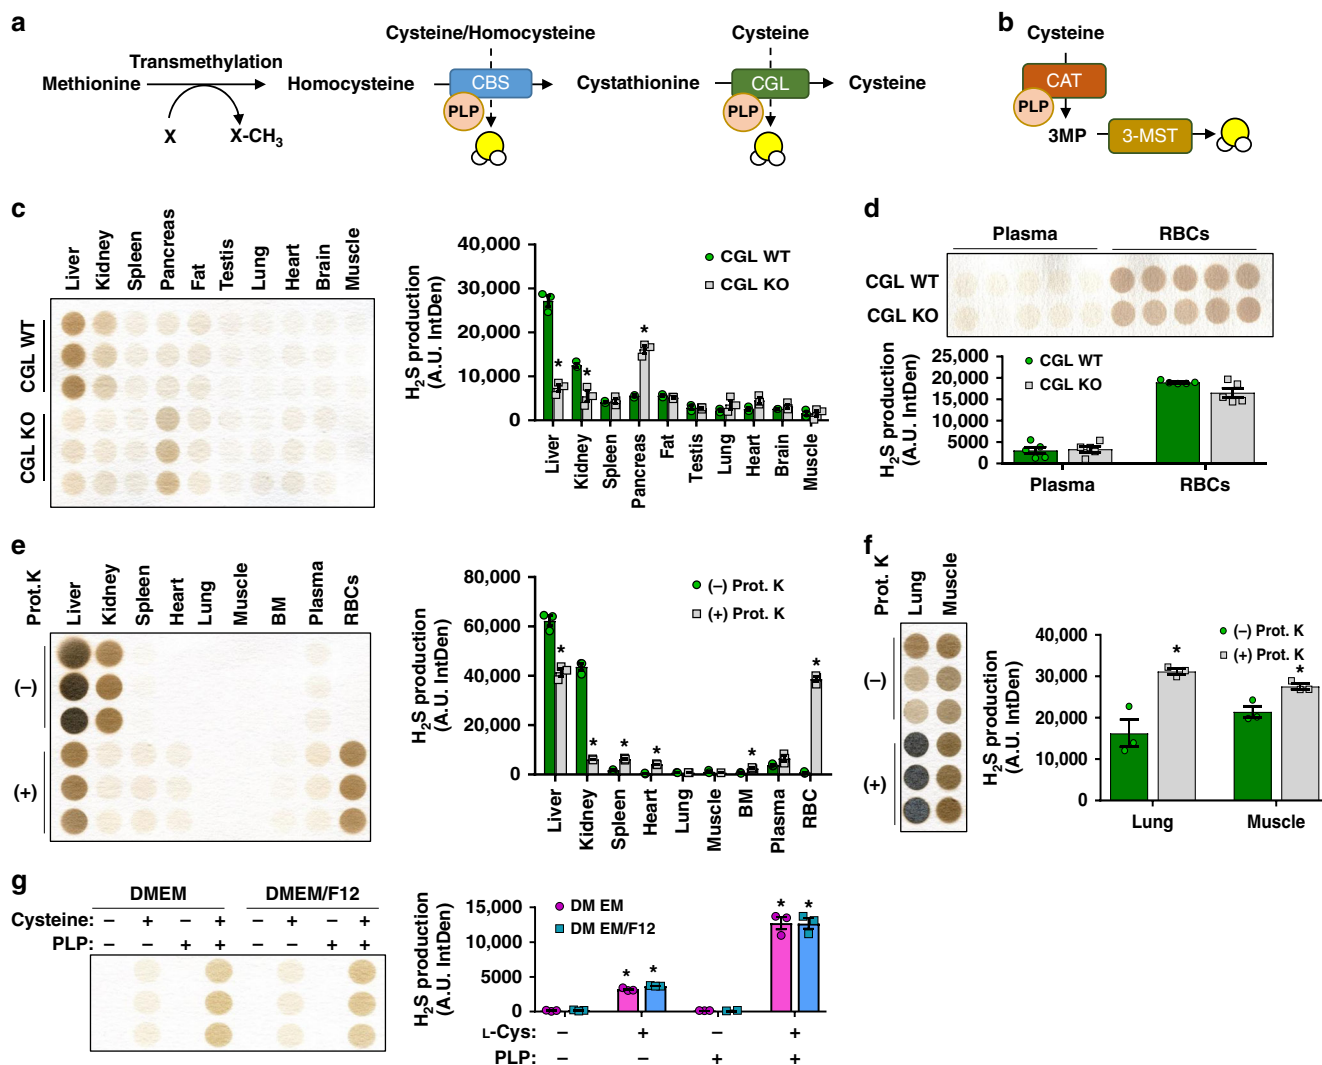 a
Methionine
Transmethylation
X
X-CH3
Homocysteine
Cysteine/Homocysteine
CBS
PLP
Cystathionine
Cysteine
CGL
PLP
Cysteine
b
Cysteine
CAT
PLP
3MP
3-MST
c
Liver
Kidney
Spleen
Pancreas
Fat
Testis
Lung
Heart
Brain
Muscle
CGL WT
CGL KO
H2S production
(A.U. IntDen)
40,000
30,000
20,000
10,000
0
CGL WT
CGL KO
*
*
*
Liver
Kidney
Spleen
Pancreas
Fat
Testis
Lung
Heart
Brain
Muscle
d
Plasma
RBCs
CGL WT
CGL KO
H2S production
(A.U. IntDen)
25,000
20,000
15,000
10,000
5000
0
CGL WT
CGL KO
Plasma
RBCs
e
Prot.K
Liver
Kidney
Spleen
Heart
Lung
Muscle
BM
Plasma
RBCs
(–)
(+)
H2S production
(A.U. IntDen)
80,000
60,000
40,000
20,000
0
(–) Prot. K
(+) Prot. K
*
*
*
*
*
*
Liver
Kidney
Spleen
Heart
Lung
Muscle
BM
Plasma
RBC
f
Prot. K
Lung
Muscle
(–)
(+)
H2S production
(A.U. IntDen)
40,000
30,000
20,000
10,000
0
(–) Prot. K
(+) Prot. K
*
*
Lung
Muscle
g
DMEM
DMEM/F12
Cysteine: – + – + – + – +
PLP: – – + + – – + +
H2S production
(A.U. IntDen)
15,000
10,000
5000
0
DM EM
DM EM/F12
* *
* *
L-Cys: – + – +
PLP: – – + +